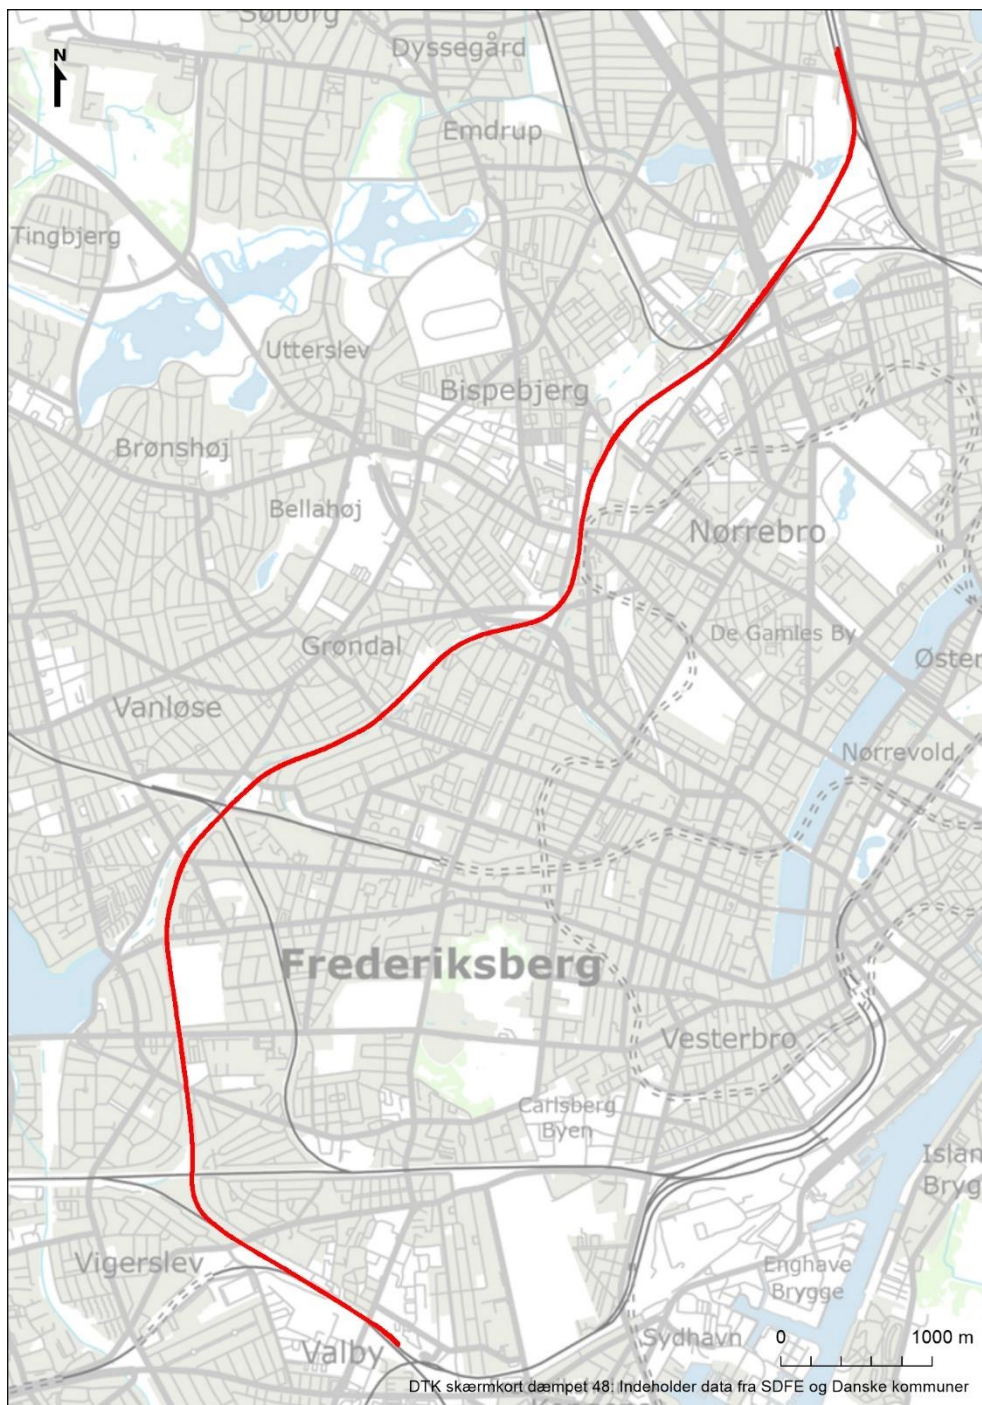 Søborg
N
Dyssegård
Emdrup
Tingbjerg
Utterslev
Bispebjerg
Brønshøj
Bellahøj
Nørrebro
De Gamles By
Grøndal
Øster
Vanløse
Nørrevold
Frederiksberg
Vesterbro
Carlsberg
Byen
Islan
Bryg
Vigerslev
Enghave
Brygge
Sydhavn
0 1000 m
Valby
DTK skærmkort dæmpet 48: Indeholder data fra SDFE og Danske kommuner